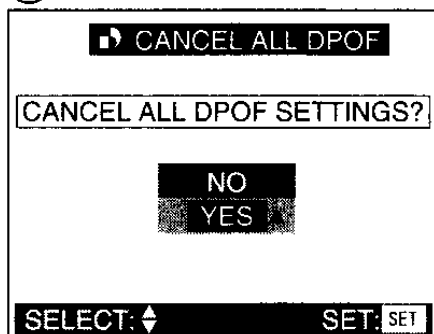 CANCEL ALL DPOF
CANCEL ALL DPOF SETTINGS?
NO
YES
SELECT: SET: SET